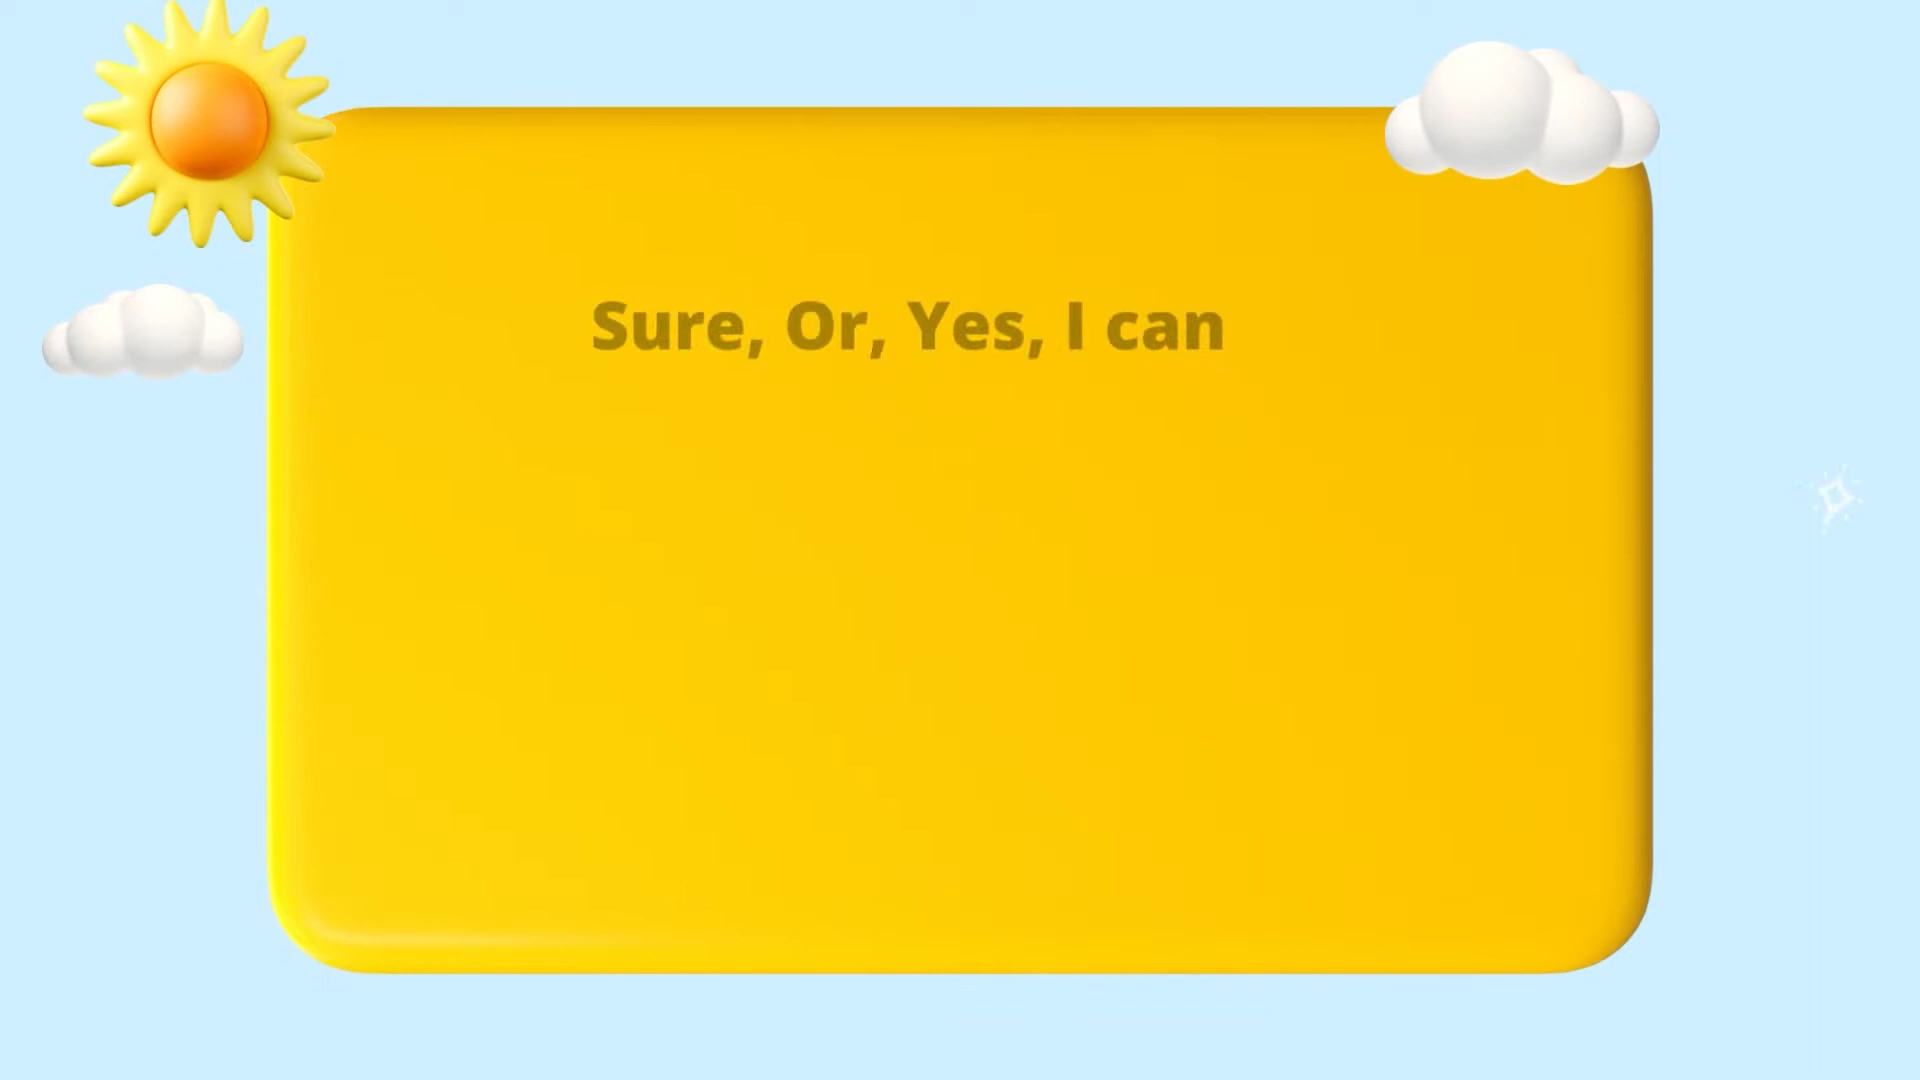 Sure, Or, Yes, I can